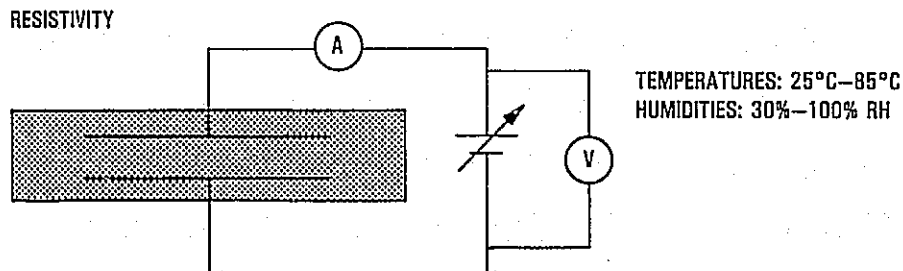 RESISTIVITY
A
TEMPERATURES: 25°C–85°C
HUMIDITIES: 30%–100% RH
V